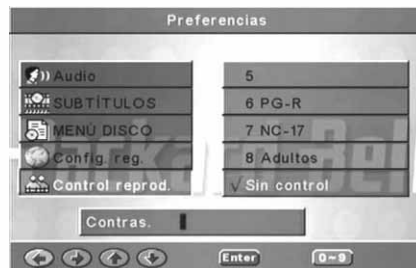 Preferencias
Audio
SUBTÍTULOS
MENÚ DISCO
Config. reg.
Control reprod.
5
6 PG-R
7 NC-17
8 Adultos
√ Sin control
Contras.
Enter
0~9